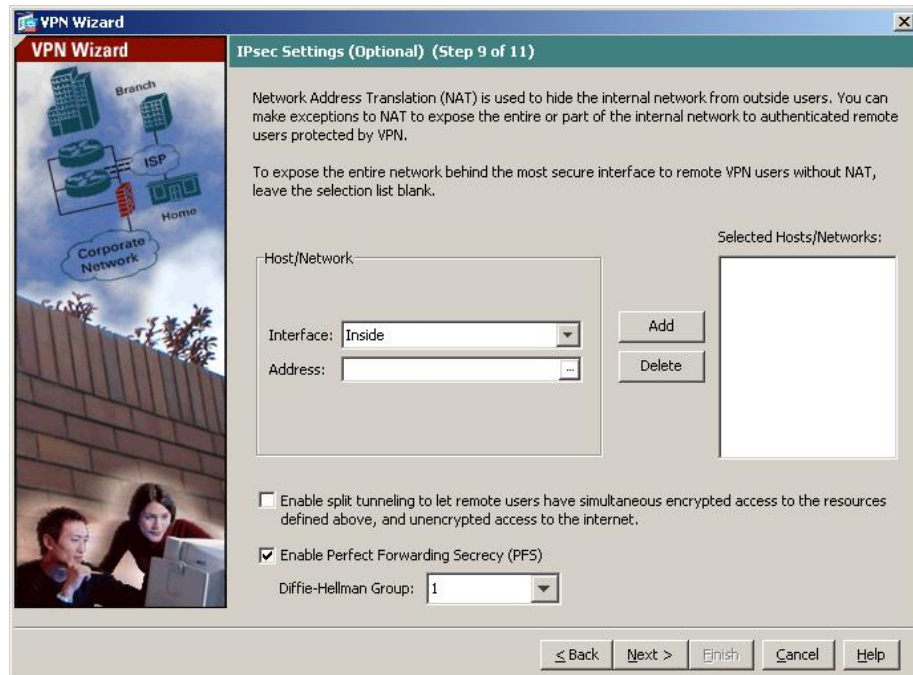 VPN Wizard
VPN Wizard
Branch
ISP
Home
Corporate
Network
IPsec Settings (Optional) (Step 9 of 11)
Network Address Translation (NAT) is used to hide the internal network from outside users. You can
make exceptions to NAT to expose the entire or part of the internal network to authenticated remote
users protected by VPN.
To expose the entire network behind the most secure interface to remote VPN users without NAT,
leave the selection list blank.
Host/Network
Interface: Inside
Address: ...
Add
Delete
Selected Hosts/Networks:
Enable split tunneling to let remote users have simultaneous encrypted access to the resources
defined above, and unencrypted access to the internet.
Enable Perfect Forwarding Secrecy (PFS)
Diffie-Hellman Group: 1
< Back
Next >
Finish
Cancel
Help